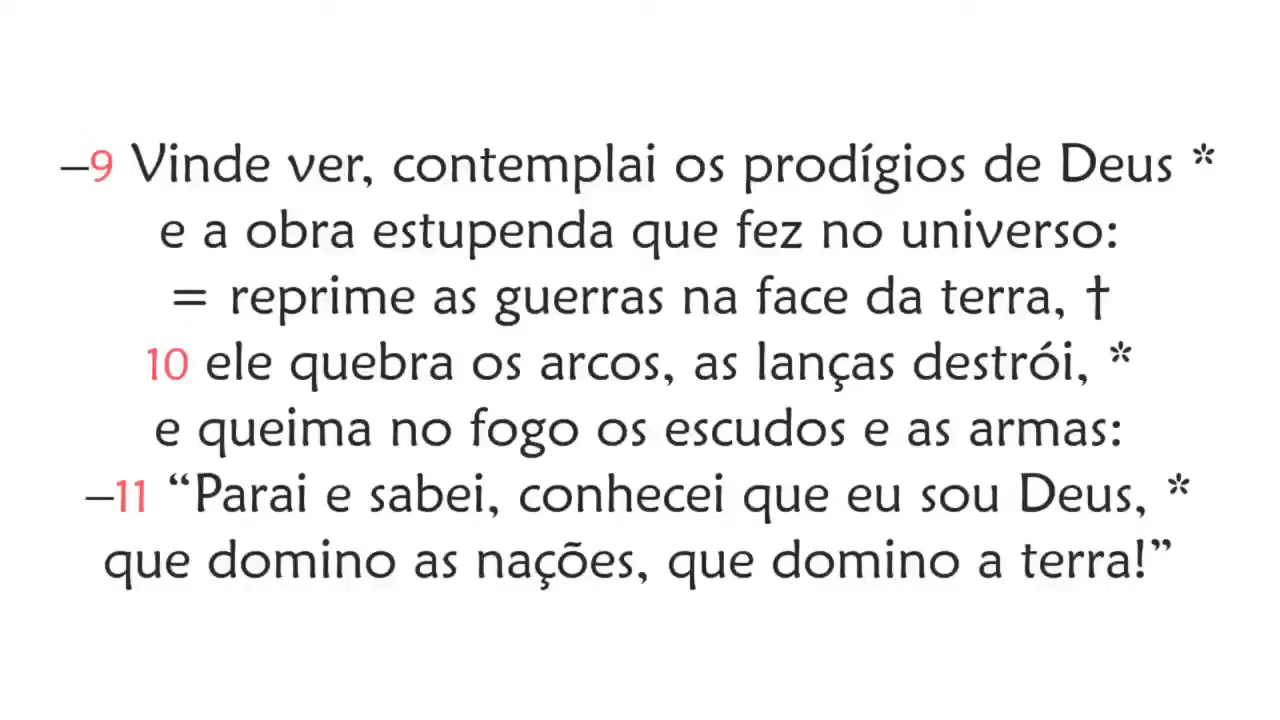 –9 Vinde ver, contemplai os prodígios de Deus *
e a obra estupenda que fez no universo:
= reprime as guerras na face da terra, †
10 ele quebra os arcos, as lanças destrói, *
e queima no fogo os escudos e as armas:
–11 “Parai e sabei, conhecei que eu sou Deus, *
que domino as nações, que domino a terra!”